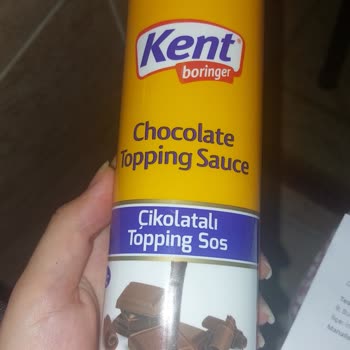 Kent
boringer
Chocolate
Topping Sauce
Çikolatalı
Topping Sos